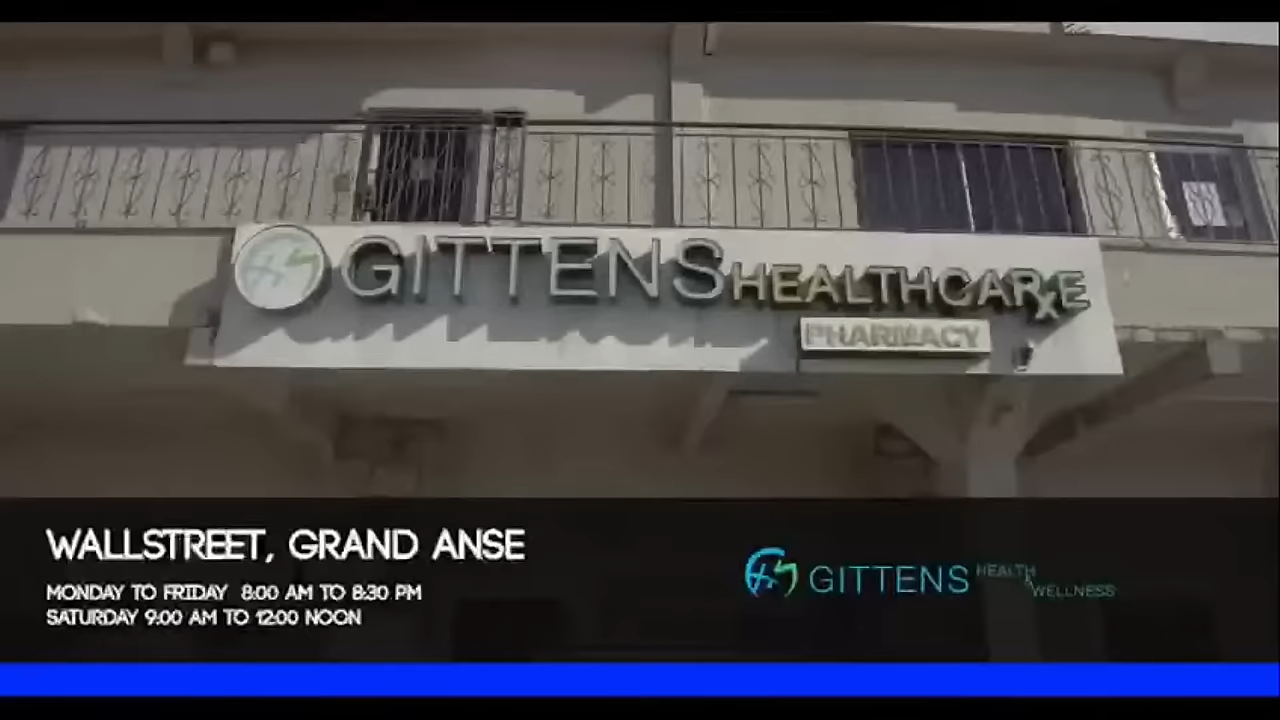 GITTENS HEALTHCARxE
PHARMACY
WALLSTREET, GRAND ANSE
MONDAY TO FRIDAY 8:00 AM TO 8:30 PM
SATURDAY 9:00 AM TO 12:00 NOON
GITTENS HEALTH & WELLNESS